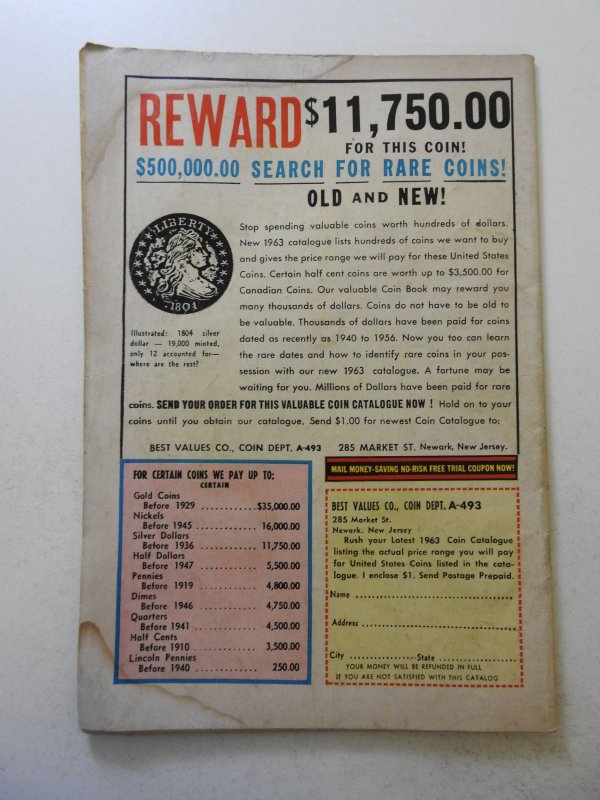 REWARD $11,750.00
FOR THIS COIN!
$500,000.00 SEARCH FOR RARE COINS!
OLD AND NEW!
LIBERTY
1804
Illustrated: 1804 silver
dollar — 19,000 minted,
only 12 accounted for—
where are the rest?
Stop spending valuable coins worth hundreds of dollars.
New 1963 catalogue lists hundreds of coins we want to buy
and gives the price range we will pay for these United States
Coins. Certain half cent coins are worth up to $3,500.00 for
Canadian Coins. Our valuable Coin Book may reward you
many thousands of dollars. Coins do not have to be old to
be valuable. Thousands of dollars have been paid for coins
dated as recently as 1940 to 1956. Now you too can learn
the rare dates and how to identify rare coins in your pos-
session with our new 1963 catalogue. A fortune may be
waiting for you. Millions of Dollars have been paid for rare
coins. SEND YOUR ORDER FOR THIS VALUABLE COIN CATALOGUE NOW ! Hold on to your
coins until you obtain our catalogue. Send $1.00 for newest Coin Catalogue to:
BEST VALUES CO., COIN DEPT. A-493 285 MARKET ST. Newark, New Jersey.
FOR CERTAIN COINS WE PAY UP TO:
CERTAIN
Gold Coins
Before 1929 ............$35,000.00
Nickels
Before 1945 ............ 16,000.00
Silver Dollars
Before 1936 ............ 11,750.00
Half Dollars
Before 1947 ............ 5,500.00
Pennies
Before 1919 ............ 4,800.00
Dimes
Before 1946 ............ 4,750.00
Quarters
Before 1941 ............ 4,500.00
Half Cents
Before 1910 ............ 3,500.00
Lincoln Pennies
Before 1940 ............ 250.00
MAIL MONEY-SAVING NO-RISK FREE TRIAL COUPON NOW!
BEST VALUES CO., COIN DEPT. A-493
285 Market St.
Newark, New Jersey
Rush your Latest 1963 Coin Catalogue
listing the actual price range you will pay
for United States Coins listed in the cata-
logue. I enclose $1. Send Postage Prepaid.
Name ................................
Address ................................
City ................ State ................
YOUR MONEY WILL BE REFUNDED IN FULL
IF YOU ARE NOT SATISFIED WITH THIS CATALOG